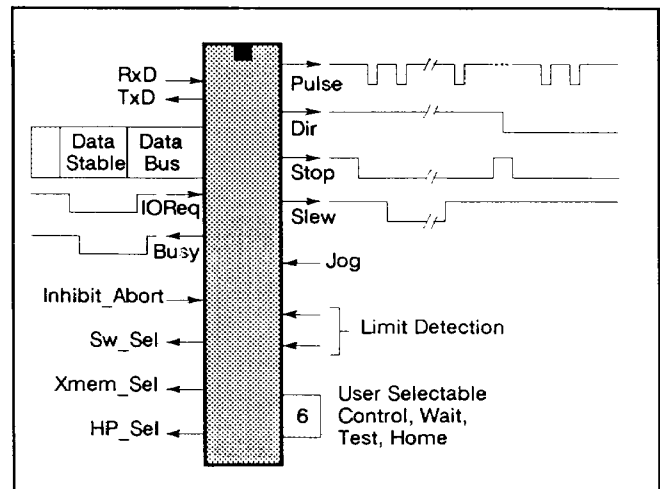 RxD
TxD
Data
Stable
Data
Bus
IOReq
Busy
Inhibit_Abort
Sw_Sel
Xmem_Sel
HP_Sel
Pulse
Dir
Stop
Slew
Jog
Limit Detection
6
User Selectable
Control, Wait,
Test, Home